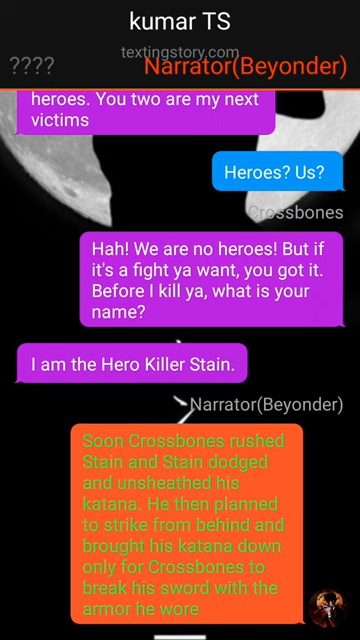 kumar TS
textingstory.com
????
Narrator(Beyonder)
heroes. You two are my next
victims
Heroes? Us?
Crossbones
Hah! We are no heroes! But if
it's a fight ya want, you got it.
Before I kill ya, what is your
name?
I am the Hero Killer Stain.
Narrator(Beyonder)
Soon Crossbones rushed
Stain and Stain dodged
and unsheathed his
katana. He then planned
to strike from behind and
brought his katana down
only for Crossbones to
break his sword with the
armor he wore